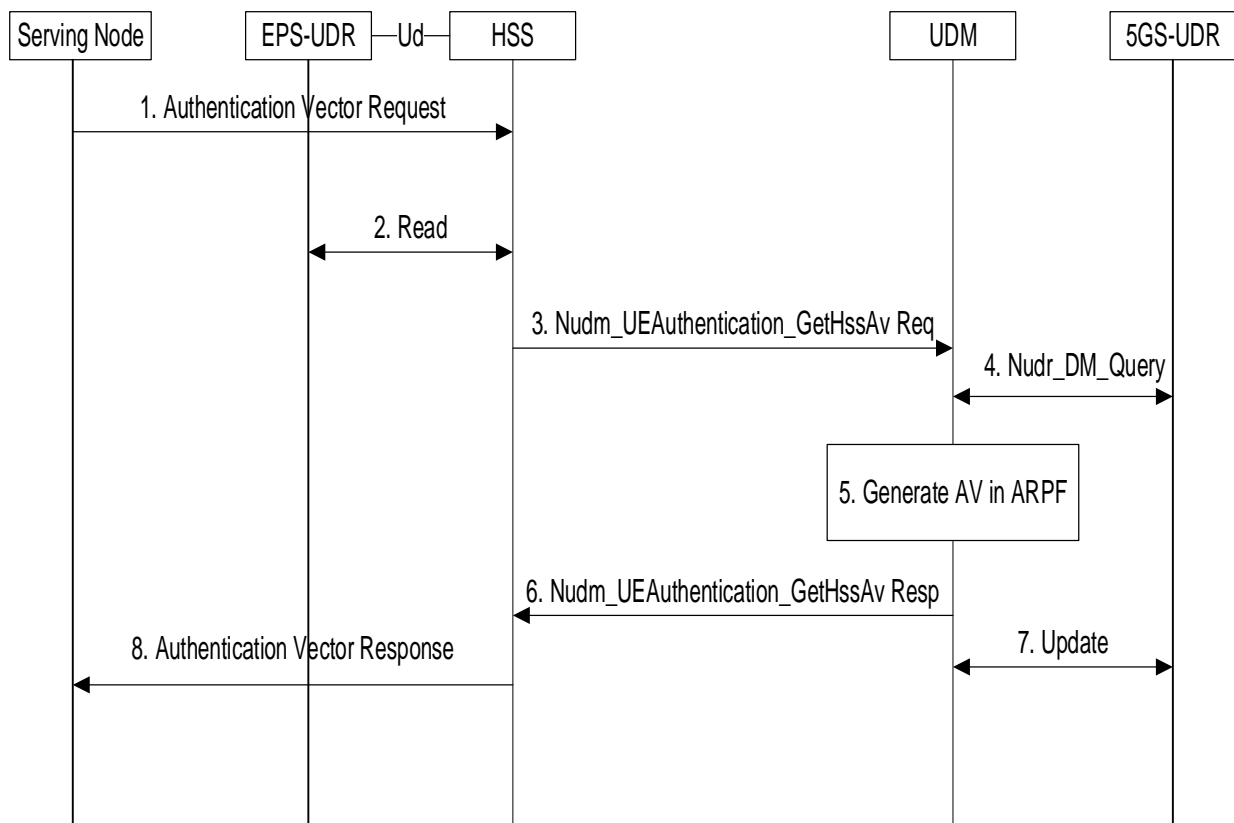 Serving Node
EPS-UDR
Ud
HSS
UDM
5GS-UDR
1. Authentication Vector Request
2. Read
3. Nudm_UEAuthentication_GetHssAv Req
4. Nudr_DM_Query
5. Generate AV in ARPF
6. Nudm_UEAuthentication_GetHssAv Resp
7. Update
8. Authentication Vector Response